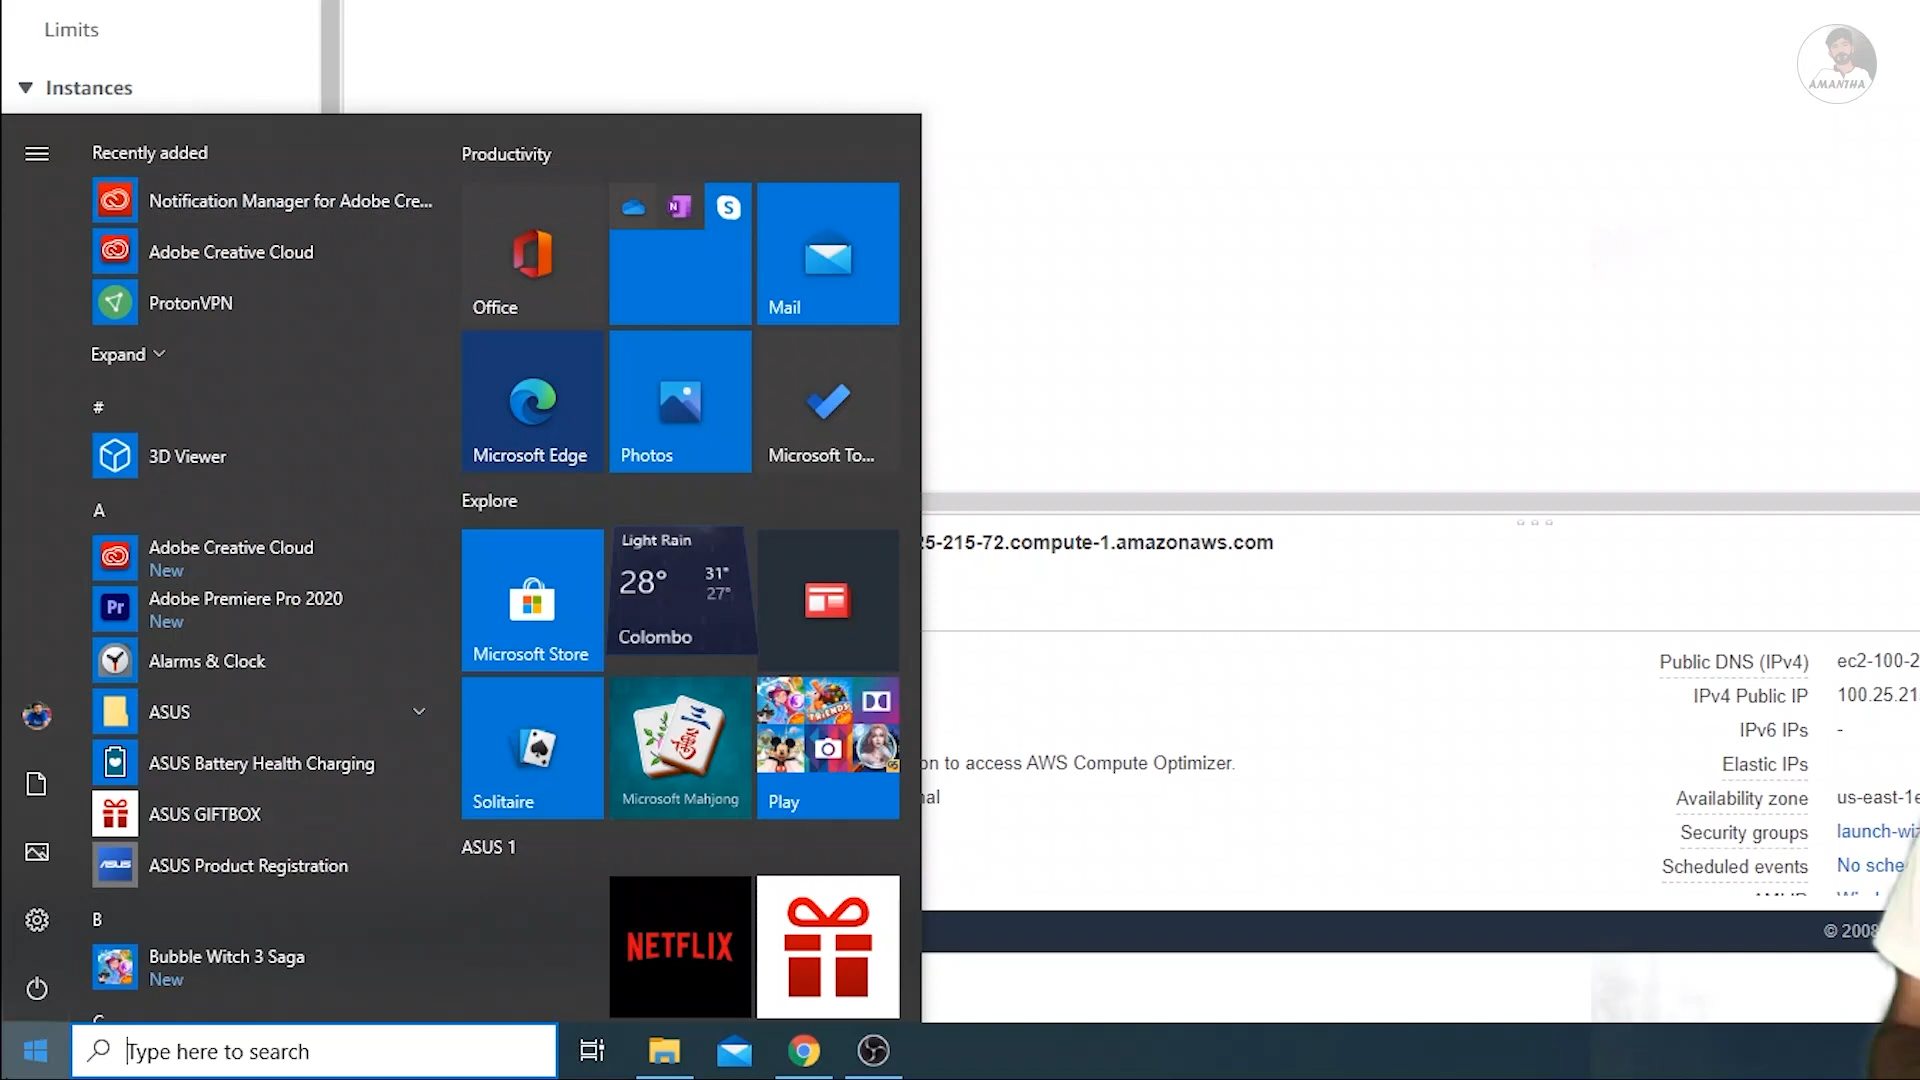 Limits
Instances
AMANTHA
Recently added
Notification Manager for Adobe Cre...
Adobe Creative Cloud
ProtonVPN
Expand
#
3D Viewer
A
Adobe Creative Cloud
New
Adobe Premiere Pro 2020
New
Alarms & Clock
ASUS
ASUS Battery Health Charging
ASUS GIFTBOX
ASUS
ASUS Product Registration
B
Bubble Witch 3 Saga
New
Productivity
Office
Mail
Microsoft Edge
Photos
Microsoft To...
Explore
Microsoft Store
Light Rain
28° 31° 27°
Colombo
Solitaire
Microsoft Mahjong
FRIENDS
Play
ASUS 1
NETFLIX
5-215-72.compute-1.amazonaws.com
Public DNS (IPv4) ec2-100-2
IPv4 Public IP 100.25.21
IPv6 IPs -
on to access AWS Compute Optimizer.
Elastic IPs
Availability zone us-east-1e
Security groups launch-wi
Scheduled events No sche
© 2008
Type here to search